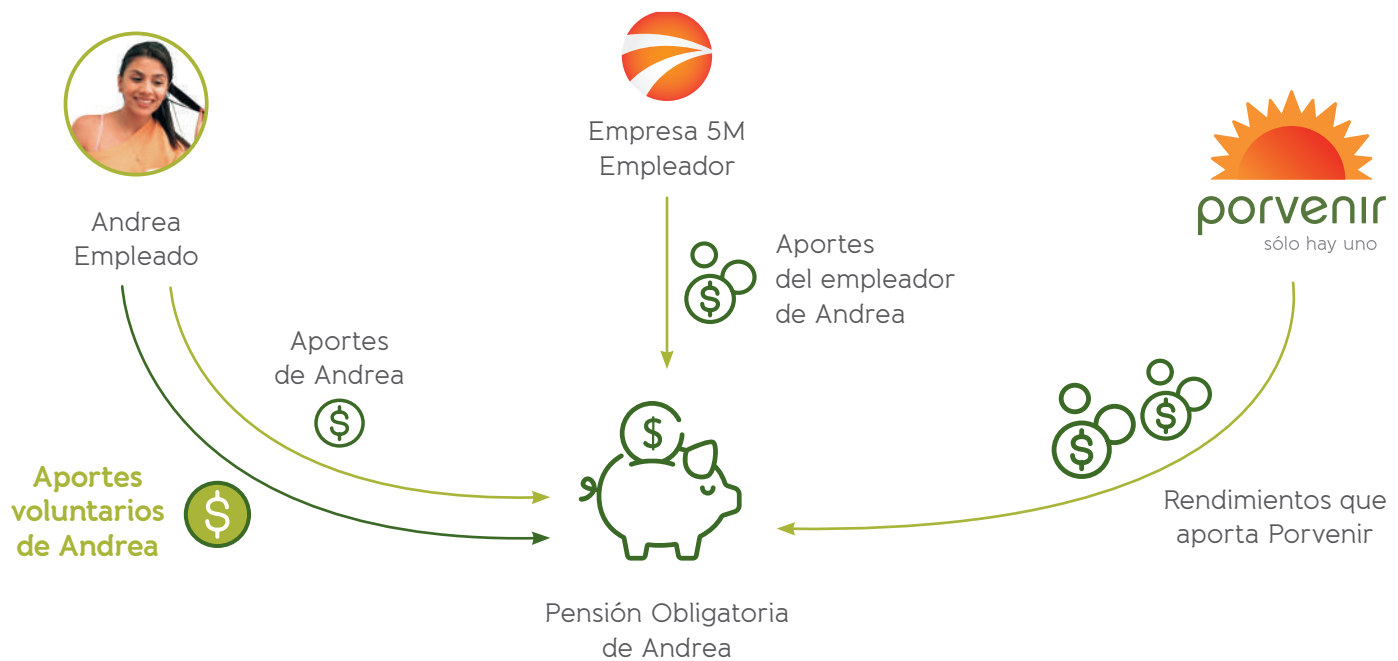 Andrea
Empleado
Empresa 5M
Empleador
porvenir
sólo hay uno
Aportes
del empleador
de Andrea
$
Aportes
de Andrea
$
Aportes
voluntarios
de Andrea
$
$
$
$
Rendimientos que
aporta Porvenir
Pensión Obligatoria
de Andrea